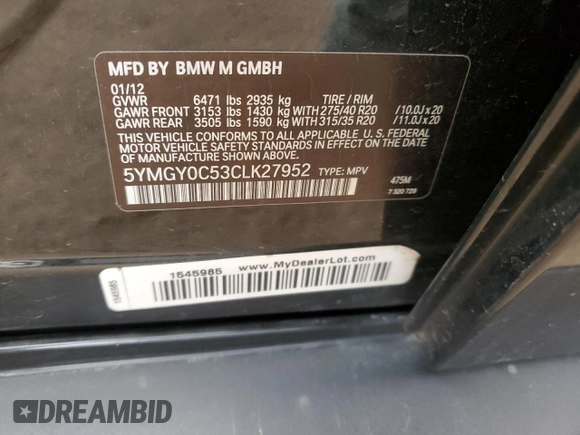 MFD BY BMW M GMBH
01/12
GVWR 6471 lbs 2935 kg TIRE / RIM
GAWR FRONT 3153 lbs 1430 kg WITH 275/40 R20 /10.0J x 20
GAWR REAR 3505 lbs 1590 kg WITH 315/35 R20 /11.0J x 20
THIS VEHICLE CONFORMS TO ALL APPLICABLE U. S. FEDERAL
MOTOR VEHICLE SAFETY STANDARDS IN EFFECT ON THE
DATE OF MANUFACTURE SHOWN ABOVE.
5YMGY0C53CLK27952 TYPE: MPV
475M
7 320 729
1545985 www.MyDealerLot.com
1545985
DREAMBID